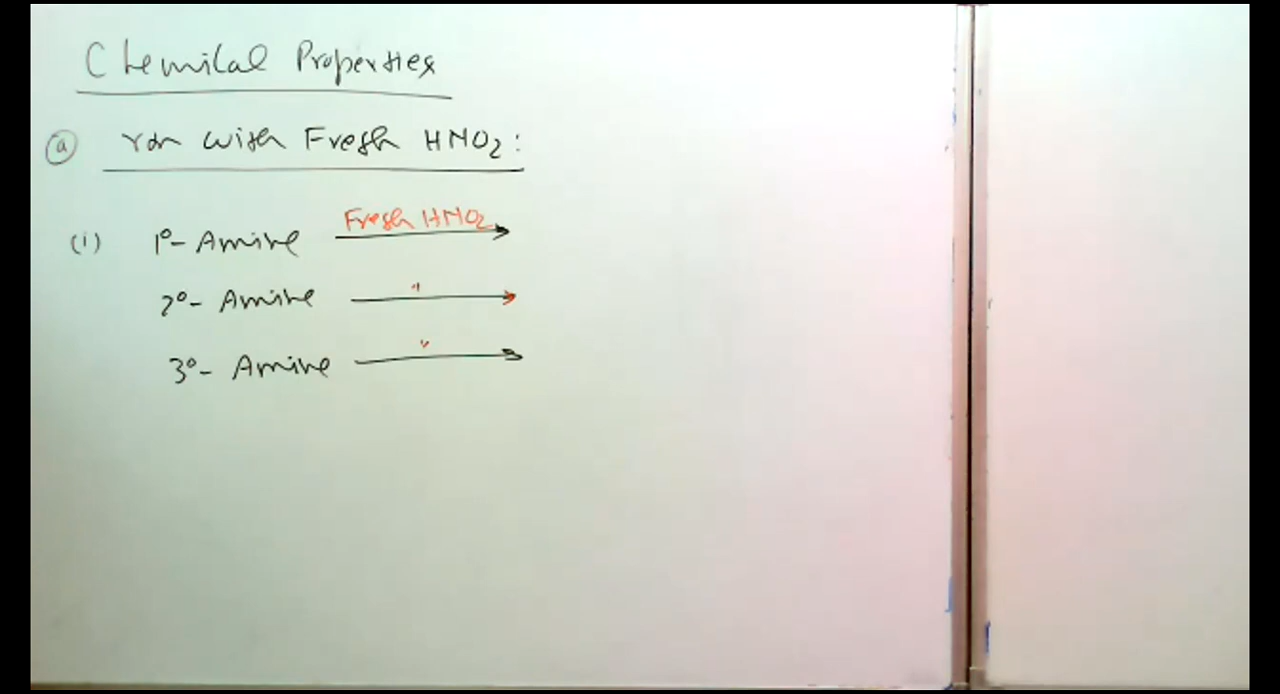 Chemical Properties
(a) rxn with Fresh HNO2:
(i) 1°- Amine Fresh HNO2 →
2°- Amine " →
3°- Amine " →